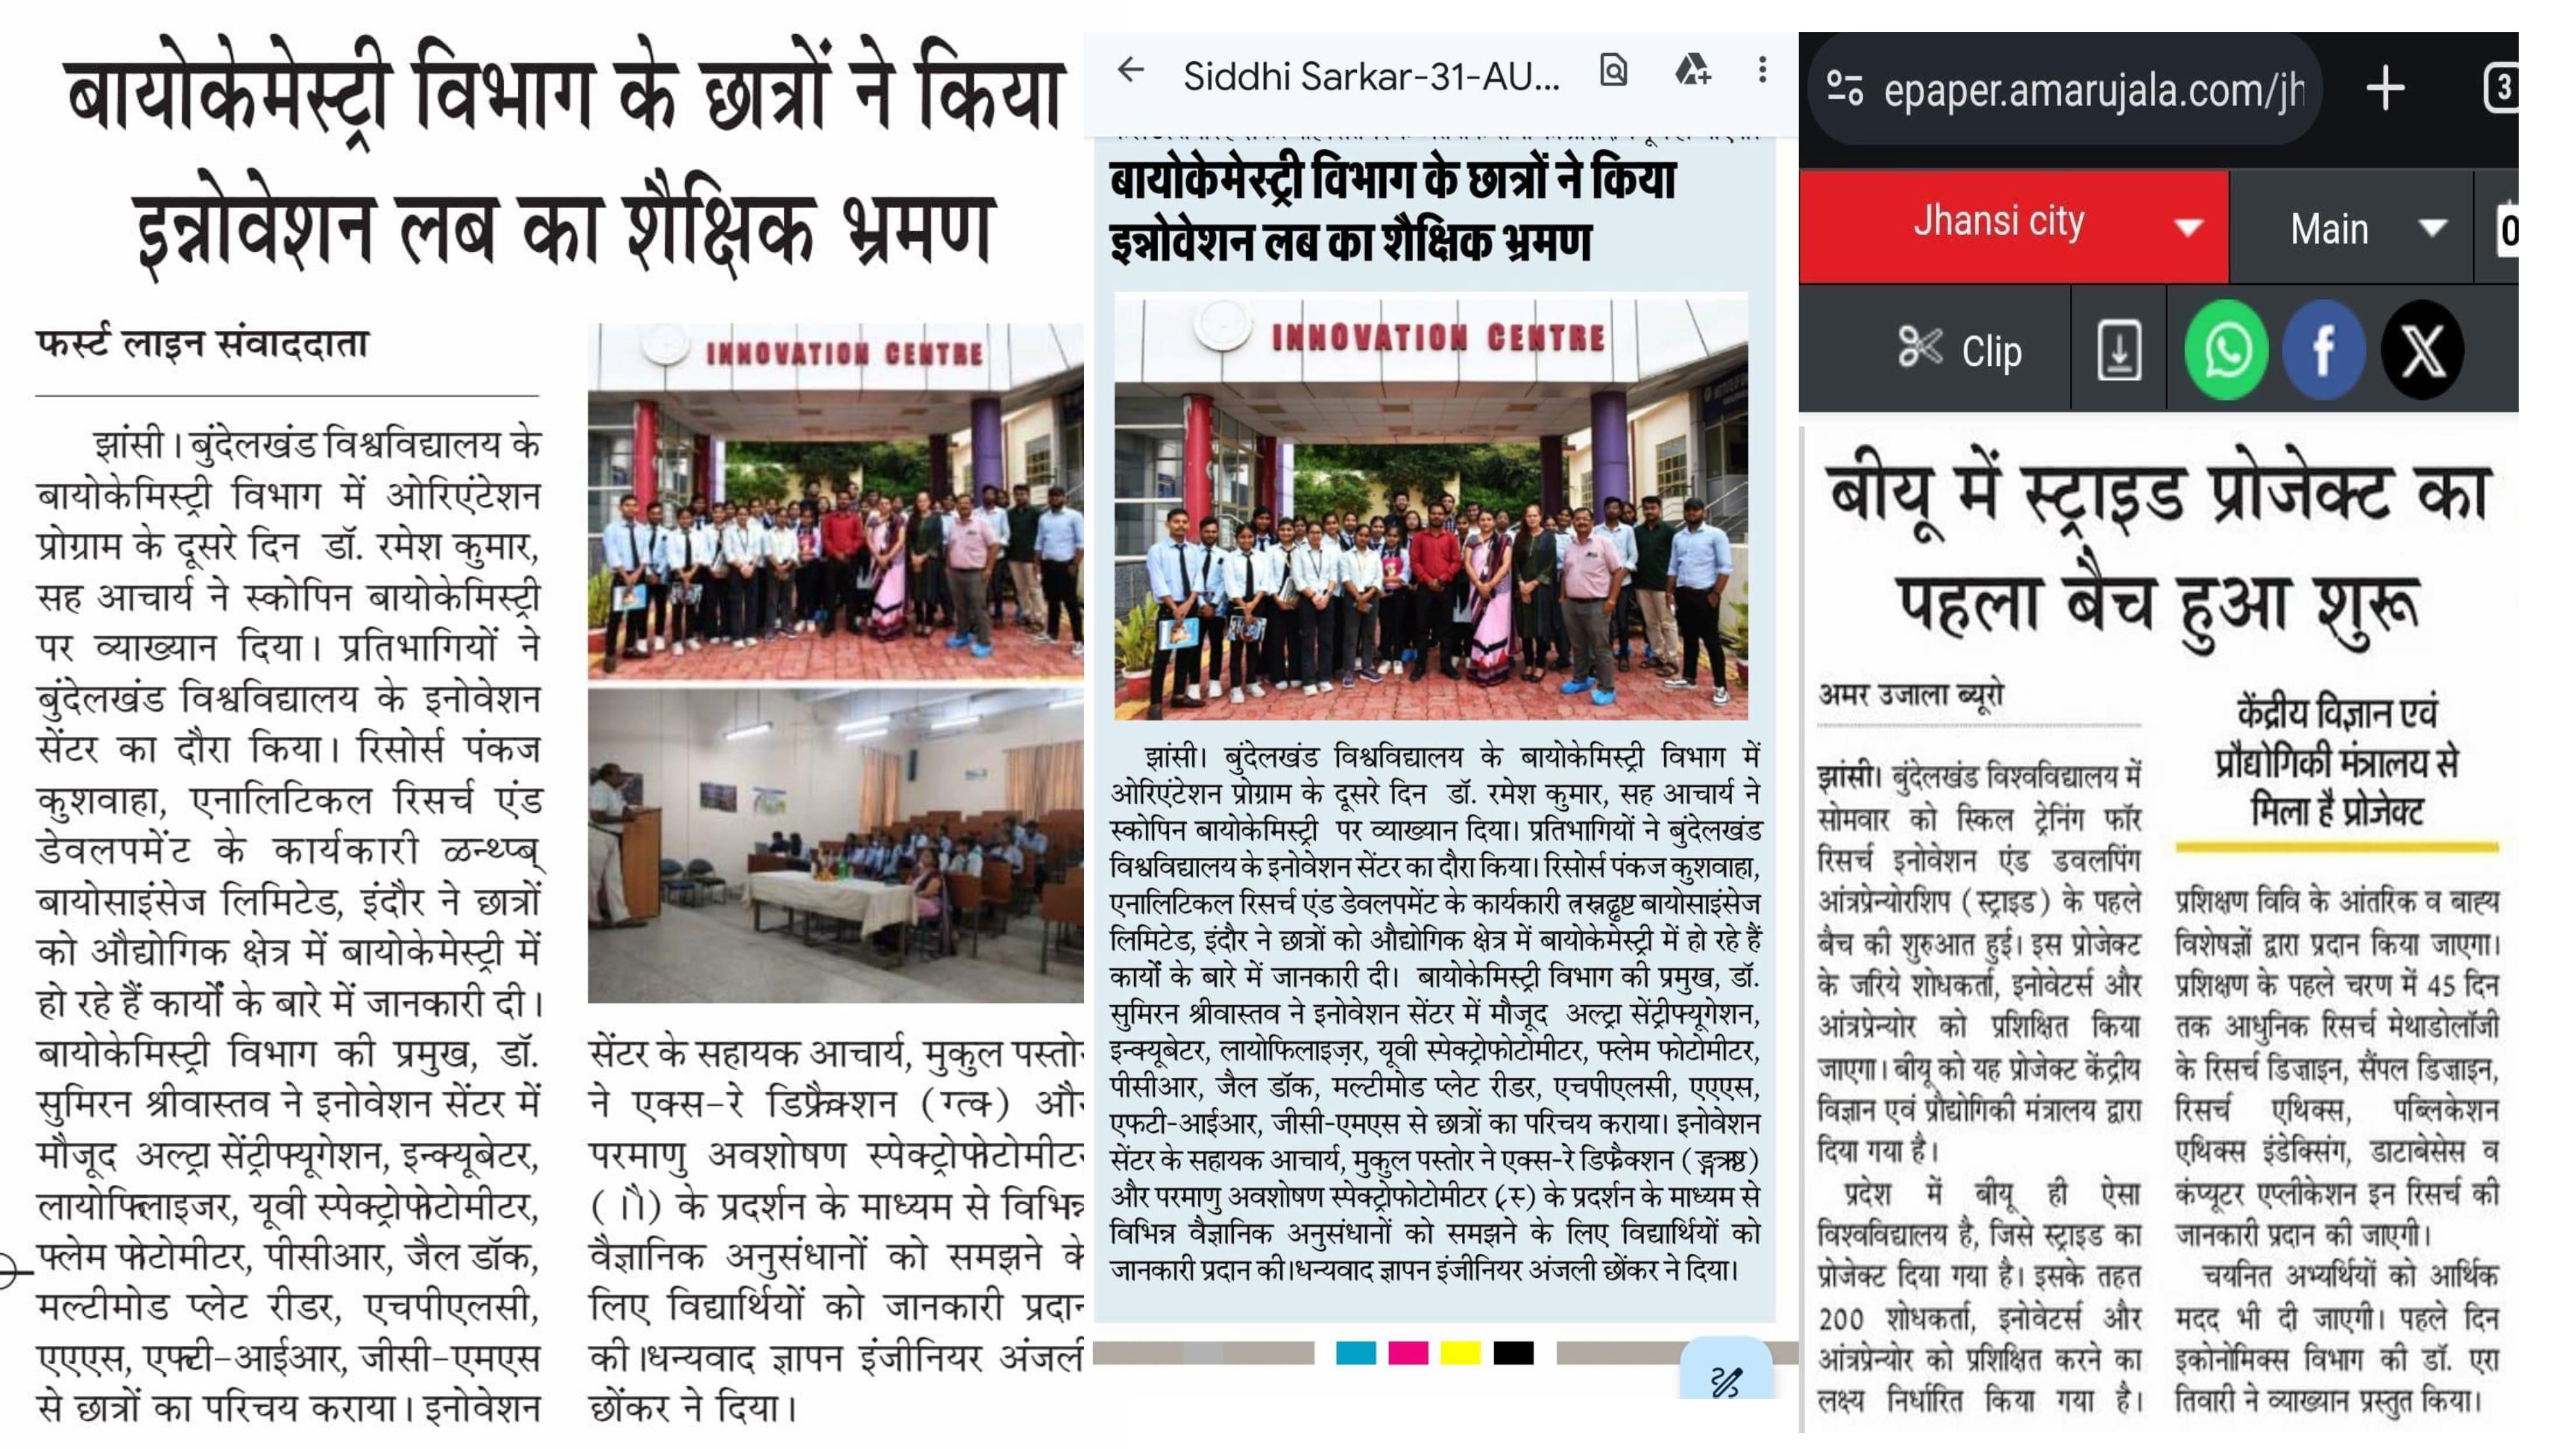 बायोकेमेस्ट्री विभाग के छात्रों ने किया
इन्नोवेशन लब का शैक्षिक भ्रमण
फर्स्ट लाइन संवाददाता
झांसी। बुंदेलखंड विश्वविद्यालय के
बायोकेमिस्ट्री विभाग में ओरिएंटेशन
प्रोग्राम के दूसरे दिन डॉ. रमेश कुमार,
सह आचार्य ने स्कोपिन बायोकेमिस्ट्री
पर व्याख्यान दिया। प्रतिभागियों ने
बुंदेलखंड विश्वविद्यालय के इनोवेशन
सेंटर का दौरा किया। रिसोर्स पंकज
कुशवाहा, एनालिटिकल रिसर्च एंड
डेवलपमेंट के कार्यकारी ळन्थ्प्ब्
बायोसाइंसेज लिमिटेड, इंदौर ने छात्रों
को औद्योगिक क्षेत्र में बायोकेमेस्ट्री में
हो रहे हैं कार्यों के बारे में जानकारी दी।
बायोकेमिस्ट्री विभाग की प्रमुख, डॉ.
सुमिरन श्रीवास्तव ने इनोवेशन सेंटर में
मौजूद अल्ट्रा सेंट्रीफ्यूगेशन, इन्क्यूबेटर,
लायोफिलाइजर, यूवी स्पेक्ट्रोफोटोमीटर,
फ्लेम फोटोमीटर, पीसीआर, जैल डॉक,
मल्टीमोड प्लेट रीडर, एचपीएलसी,
एएएस, एफ्टी-आईआर, जीसी-एमएस
से छात्रों का परिचय कराया। इनोवेशन
INNOVATION CENTRE
सेंटर के सहायक आचार्य, मुकुल पस्तो
ने एक्स-रे डिफ्रैक्शन (ग्त्क) औ
परमाणु अवशोषण स्पेक्ट्रोफोटोमीट
(।ै) के प्रदर्शन के माध्यम से विभिन्न
वैज्ञानिक अनुसंधानों को समझने के
लिए विद्यार्थियों को जानकारी प्रदान
की।धन्यवाद ज्ञापन इंजीनियर अंजली
छोंकर ने दिया।
Siddhi Sarkar-31-AU...
बायोकेमेस्ट्री विभाग के छात्रों ने किया
इन्नोवेशन लब का शैक्षिक भ्रमण
INNOVATION CENTRE
झांसी। बुंदेलखंड विश्वविद्यालय के बायोकेमिस्ट्री विभाग में
ओरिएंटेशन प्रोग्राम के दूसरे दिन डॉ. रमेश कुमार, सह आचार्य ने
स्कोपिन बायोकेमिस्ट्री पर व्याख्यान दिया। प्रतिभागियों ने बुंदेलखंड
विश्वविद्यालय के इनोवेशन सेंटर का दौरा किया। रिसोर्स पंकज कुशवाहा,
एनालिटिकल रिसर्च एंड डेवलपमेंट के कार्यकारी बायोसाइंसेज
लिमिटेड, इंदौर ने छात्रों को औद्योगिक क्षेत्र में बायोकेमेस्ट्री में हो रहे हैं
कार्यों के बारे में जानकारी दी। बायोकेमिस्ट्री विभाग की प्रमुख, डॉ.
सुमिरन श्रीवास्तव ने इनोवेशन सेंटर में मौजूद अल्ट्रा सेंट्रीफ्यूगेशन,
इन्क्यूबेटर, लायोफिलाइज़र, यूवी स्पेक्ट्रोफोटोमीटर, फ्लेम फोटोमीटर,
पीसीआर, जैल डॉक, मल्टीमोड प्लेट रीडर, एचपीएलसी, एएएस,
एफटी-आईआर, जीसी-एमएस से छात्रों का परिचय कराया। इनोवेशन
सेंटर के सहायक आचार्य, मुकुल पस्तोर ने एक्स-रे डिफ्रैक्शन
और परमाणु अवशोषण स्पेक्ट्रोफोटोमीटर के प्रदर्शन के माध्यम से
विभिन्न वैज्ञानिक अनुसंधानों को समझने के लिए विद्यार्थियों को
जानकारी प्रदान की।धन्यवाद ज्ञापन इंजीनियर अंजली छोंकर ने दिया।
epaper.amarujala.com/jh
3
Jhansi city
Main
0
Clip
बीयू में स्ट्राइड प्रोजेक्ट का
पहला बैच हुआ शुरू
अमर उजाला ब्यूरो
झांसी। बुंदेलखंड विश्वविद्यालय में
सोमवार को स्किल ट्रेनिंग फॉर
रिसर्च इनोवेशन एंड डवलपिंग
आंत्रप्रेन्योरशिप (स्ट्राइड) के पहले
बैच की शुरुआत हुई। इस प्रोजेक्ट
के जरिये शोधकर्ता, इनोवेटर्स और
आंत्रप्रेन्योर को प्रशिक्षित किया
जाएगा। बीयू को यह प्रोजेक्ट केंद्रीय
विज्ञान एवं प्रौद्योगिकी मंत्रालय द्वारा
दिया गया है।
प्रदेश में बीयू ही ऐसा
विश्वविद्यालय है, जिसे स्ट्राइड का
प्रोजेक्ट दिया गया है। इसके तहत
200 शोधकर्ता, इनोवेटर्स और
आंत्रप्रेन्योर को प्रशिक्षित करने का
लक्ष्य निर्धारित किया गया है।
केंद्रीय विज्ञान एवं
प्रौद्योगिकी मंत्रालय से
मिला है प्रोजेक्ट
प्रशिक्षण विवि के आंतरिक व बाह्य
विशेषज्ञों द्वारा प्रदान किया जाएगा।
प्रशिक्षण के पहले चरण में 45 दिन
तक आधुनिक रिसर्च मेथाडोलॉजी
के रिसर्च डिजाइन, सैंपल डिजाइन,
रिसर्च एथिक्स, पब्लिकेशन
एथिक्स इंडेक्सिंग, डाटाबेसेस व
कंप्यूटर एप्लीकेशन इन रिसर्च की
जानकारी प्रदान की जाएगी।
चयनित अभ्यर्थियों को आर्थिक
मदद भी दी जाएगी। पहले दिन
इकोनोमिक्स विभाग की डॉ. एरा
तिवारी ने व्याख्यान प्रस्तुत किया।